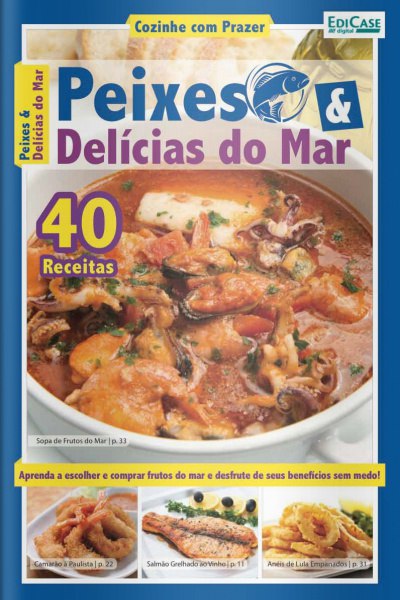 Cozinhe com Prazer
EDICASE
digital
Peixes &
Delícias do Mar
Peixes &
Delícias do Mar
40
Receitas
Sopa de Frutos do Mar | p. 33
Aprenda a escolher e comprar frutos do mar e desfrute de seus benefícios sem medo!
Camarão à Paulista | p. 22
Salmão Grelhado ao Vinho | p. 11
Anéis de Lula Empanados | p. 31